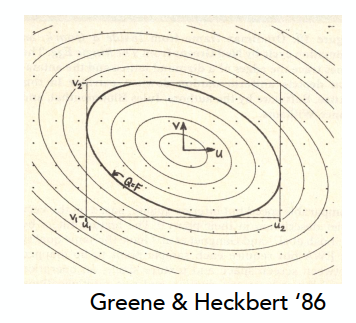 V₂
V
U
Q=F
V₁
U₁
U₂
Greene & Heckbert ‘86